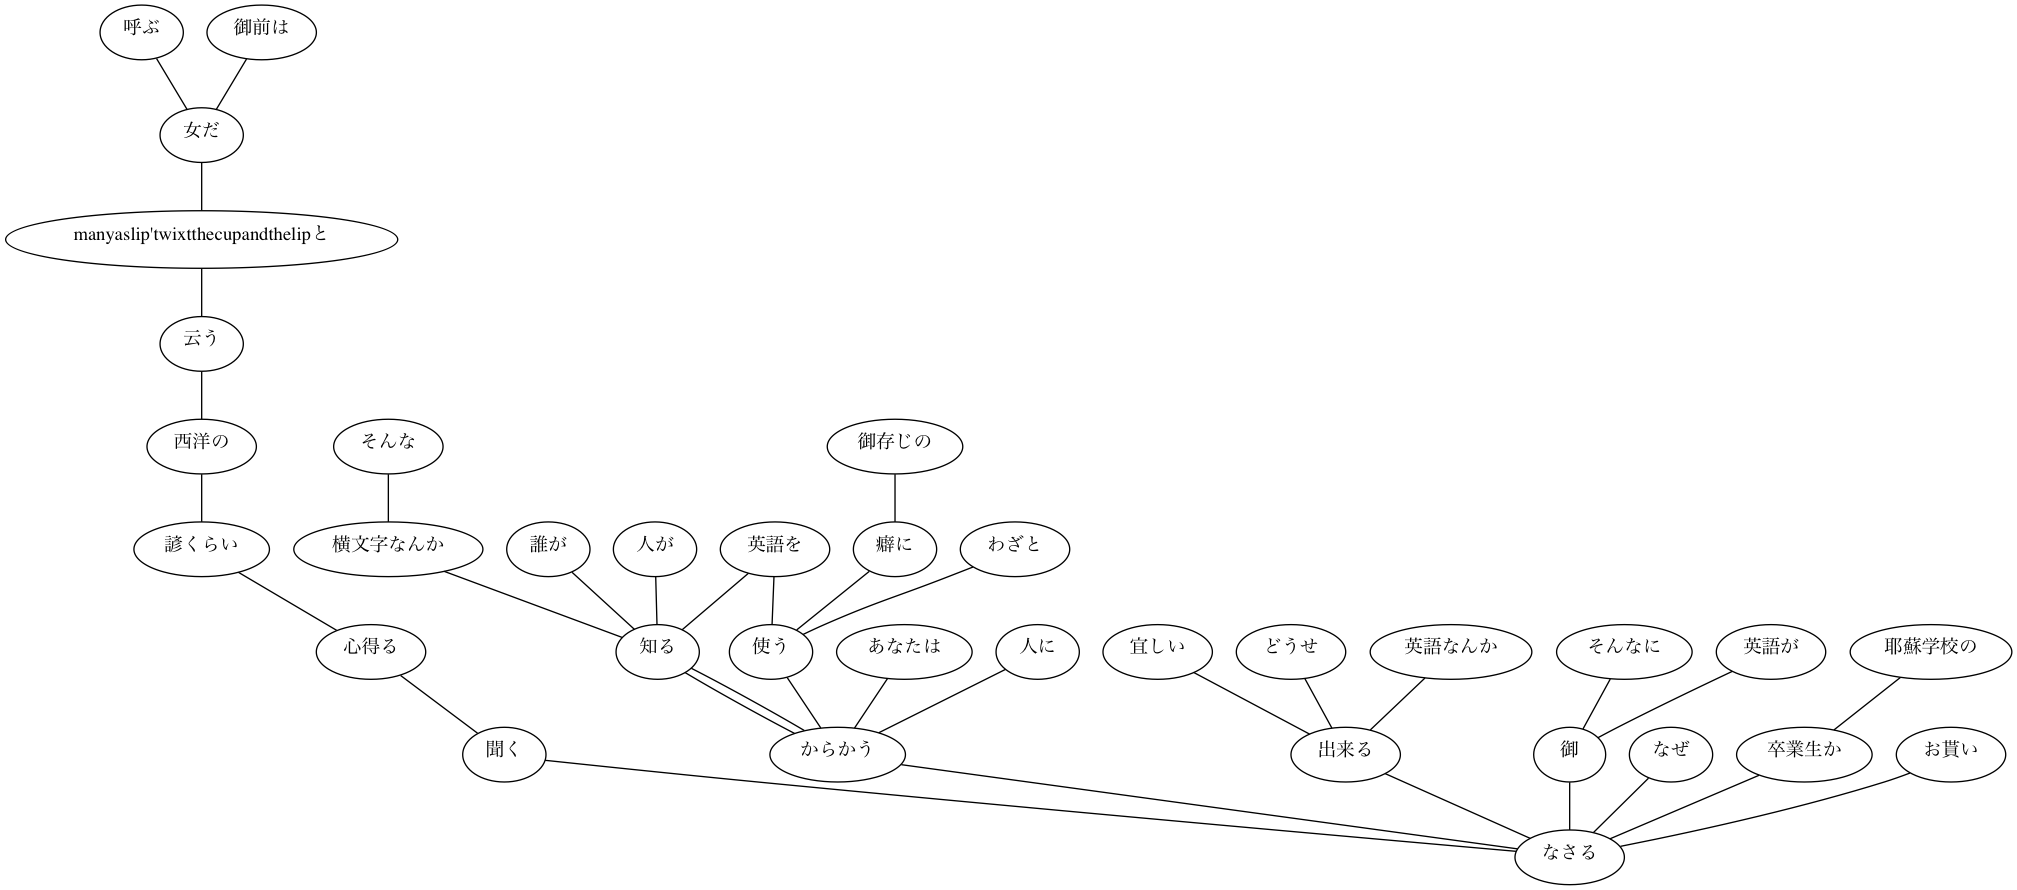 呼ぶ
御前は
女だ
manyaslip'twixtthecupandthelipと
云う
西洋の
そんな
御存じの
諺くらい
横文字なんか
誰が
人が
英語を
癖に
わざと
心得る
知る
使う
あなたは
人に
宜しい
どうせ
英語なんか
そんなに
英語が
耶蘇学校の
聞く
からかう
出来る
御
なぜ
卒業生か
お貰い
なさる